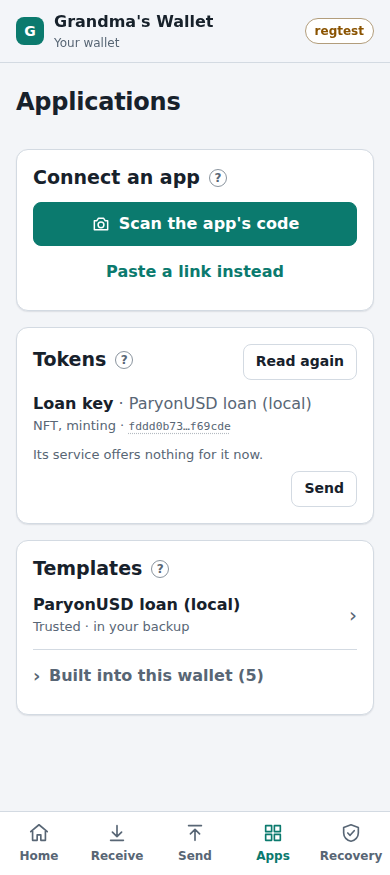 G
Grandma's Wallet
Your wallet
regtest
Applications
Connect an app ?
Scan the app's code
Paste a link instead
Tokens ?
Read again
Loan key · ParyonUSD loan (local)
NFT, minting · fddd0b73…f69cde
Its service offers nothing for it now.
Send
Templates ?
ParyonUSD loan (local)
Trusted · in your backup
Built into this wallet (5)
Home
Receive
Send
Apps
Recovery